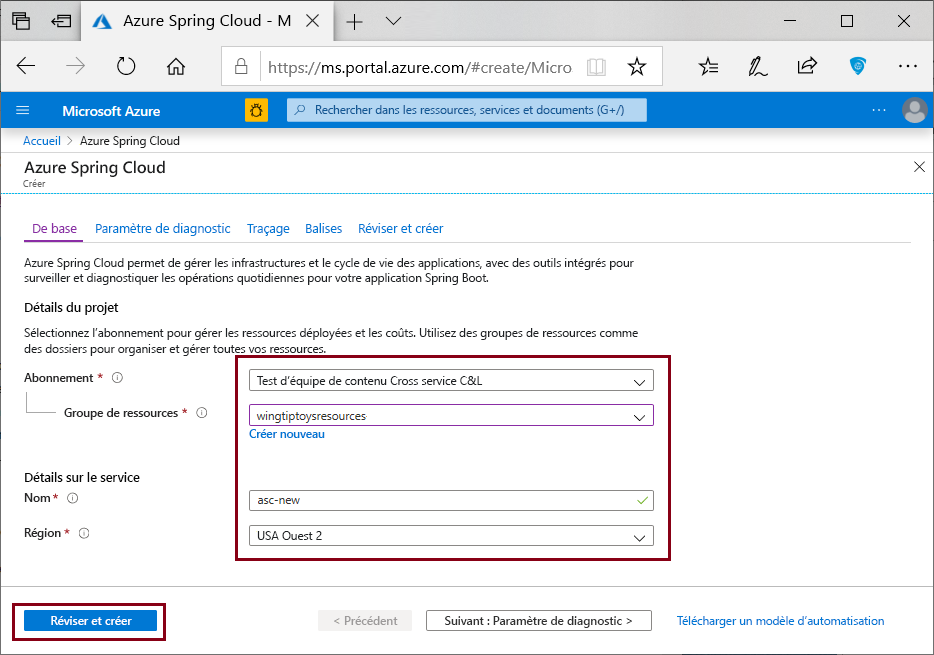 Azure Spring Cloud - M
https://ms.portal.azure.com/#create/Micro
Microsoft Azure
Rechercher dans les ressources, services et documents (G+/)
Accueil > Azure Spring Cloud
Azure Spring Cloud
Créer
De base Paramètre de diagnostic Traçage Balises Réviser et créer
Azure Spring Cloud permet de gérer les infrastructures et le cycle de vie des applications, avec des outils intégrés pour
surveiller et diagnostiquer les opérations quotidiennes pour votre application Spring Boot.
Détails du projet
Sélectionnez l'abonnement pour gérer les ressources déployées et les coûts. Utilisez des groupes de ressources comme
des dossiers pour organiser et gérer toutes vos ressources.
Abonnement *
Test d'équipe de contenu Cross service C&L
Groupe de ressources *
wingtiptoysresources
Créer nouveau
Détails sur le service
Nom *
asc-new
Région *
USA Ouest 2
Réviser et créer
< Précédent
Suivant : Paramètre de diagnostic >
Télécharger un modèle d'automatisation